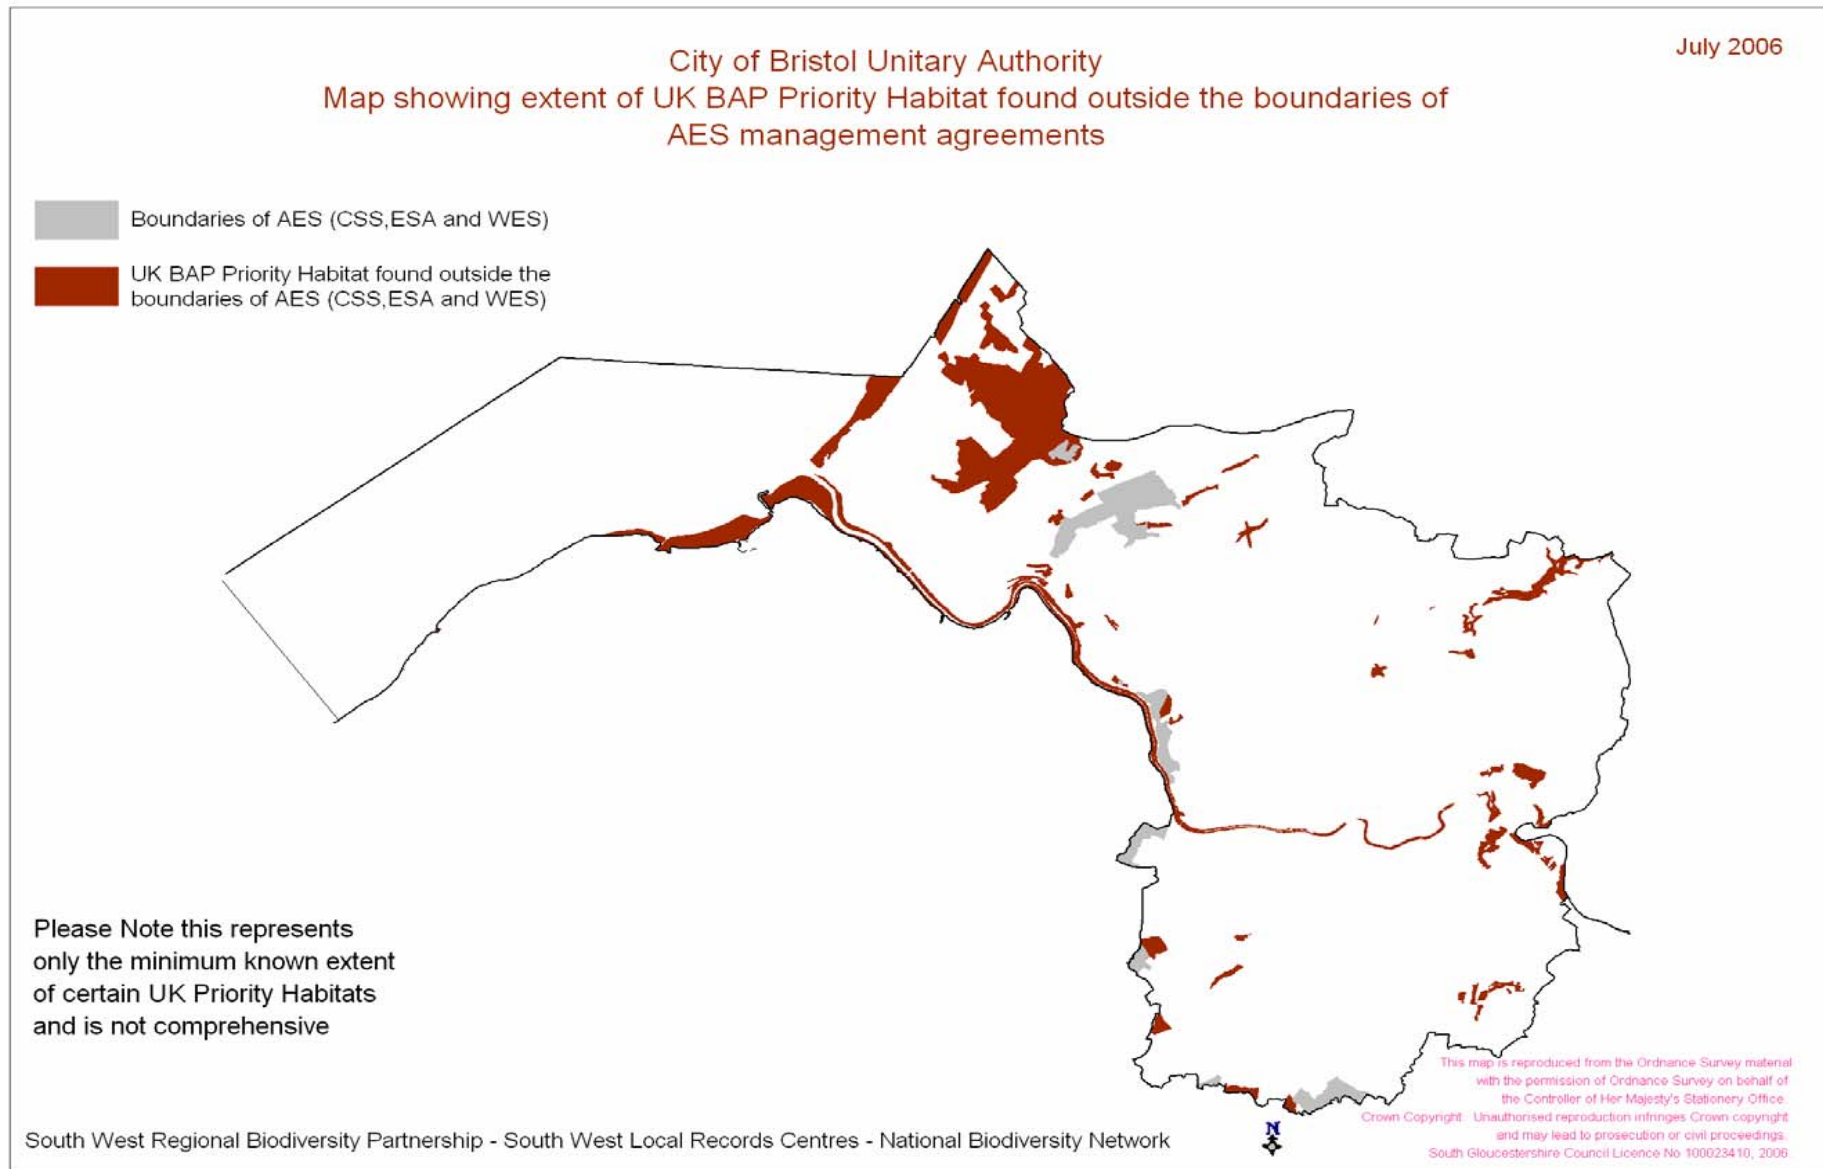 July 2006
City of Bristol Unitary Authority
Map showing extent of UK BAP Priority Habitat found outside the boundaries of
AES management agreements
Boundaries of AES (CSS,ESA and WES)
UK BAP Priority Habitat found outside the
boundaries of AES (CSS,ESA and WES)
Please Note this represents
only the minimum known extent
of certain UK Priority Habitats
and is not comprehensive
This map is reproduced from the Ordnance Survey material
with the permission of Ordnance Survey on behalf of
the Controller of Her Majesty's Stationery Office.
Crown Copyright. Unauthorised reproduction infringes Crown copyright
and may lead to prosecution or civil proceedings.
South Gloucestershire Council Licence No 100023410, 2006.
N
South West Regional Biodiversity Partnership - South West Local Records Centres - National Biodiversity Network